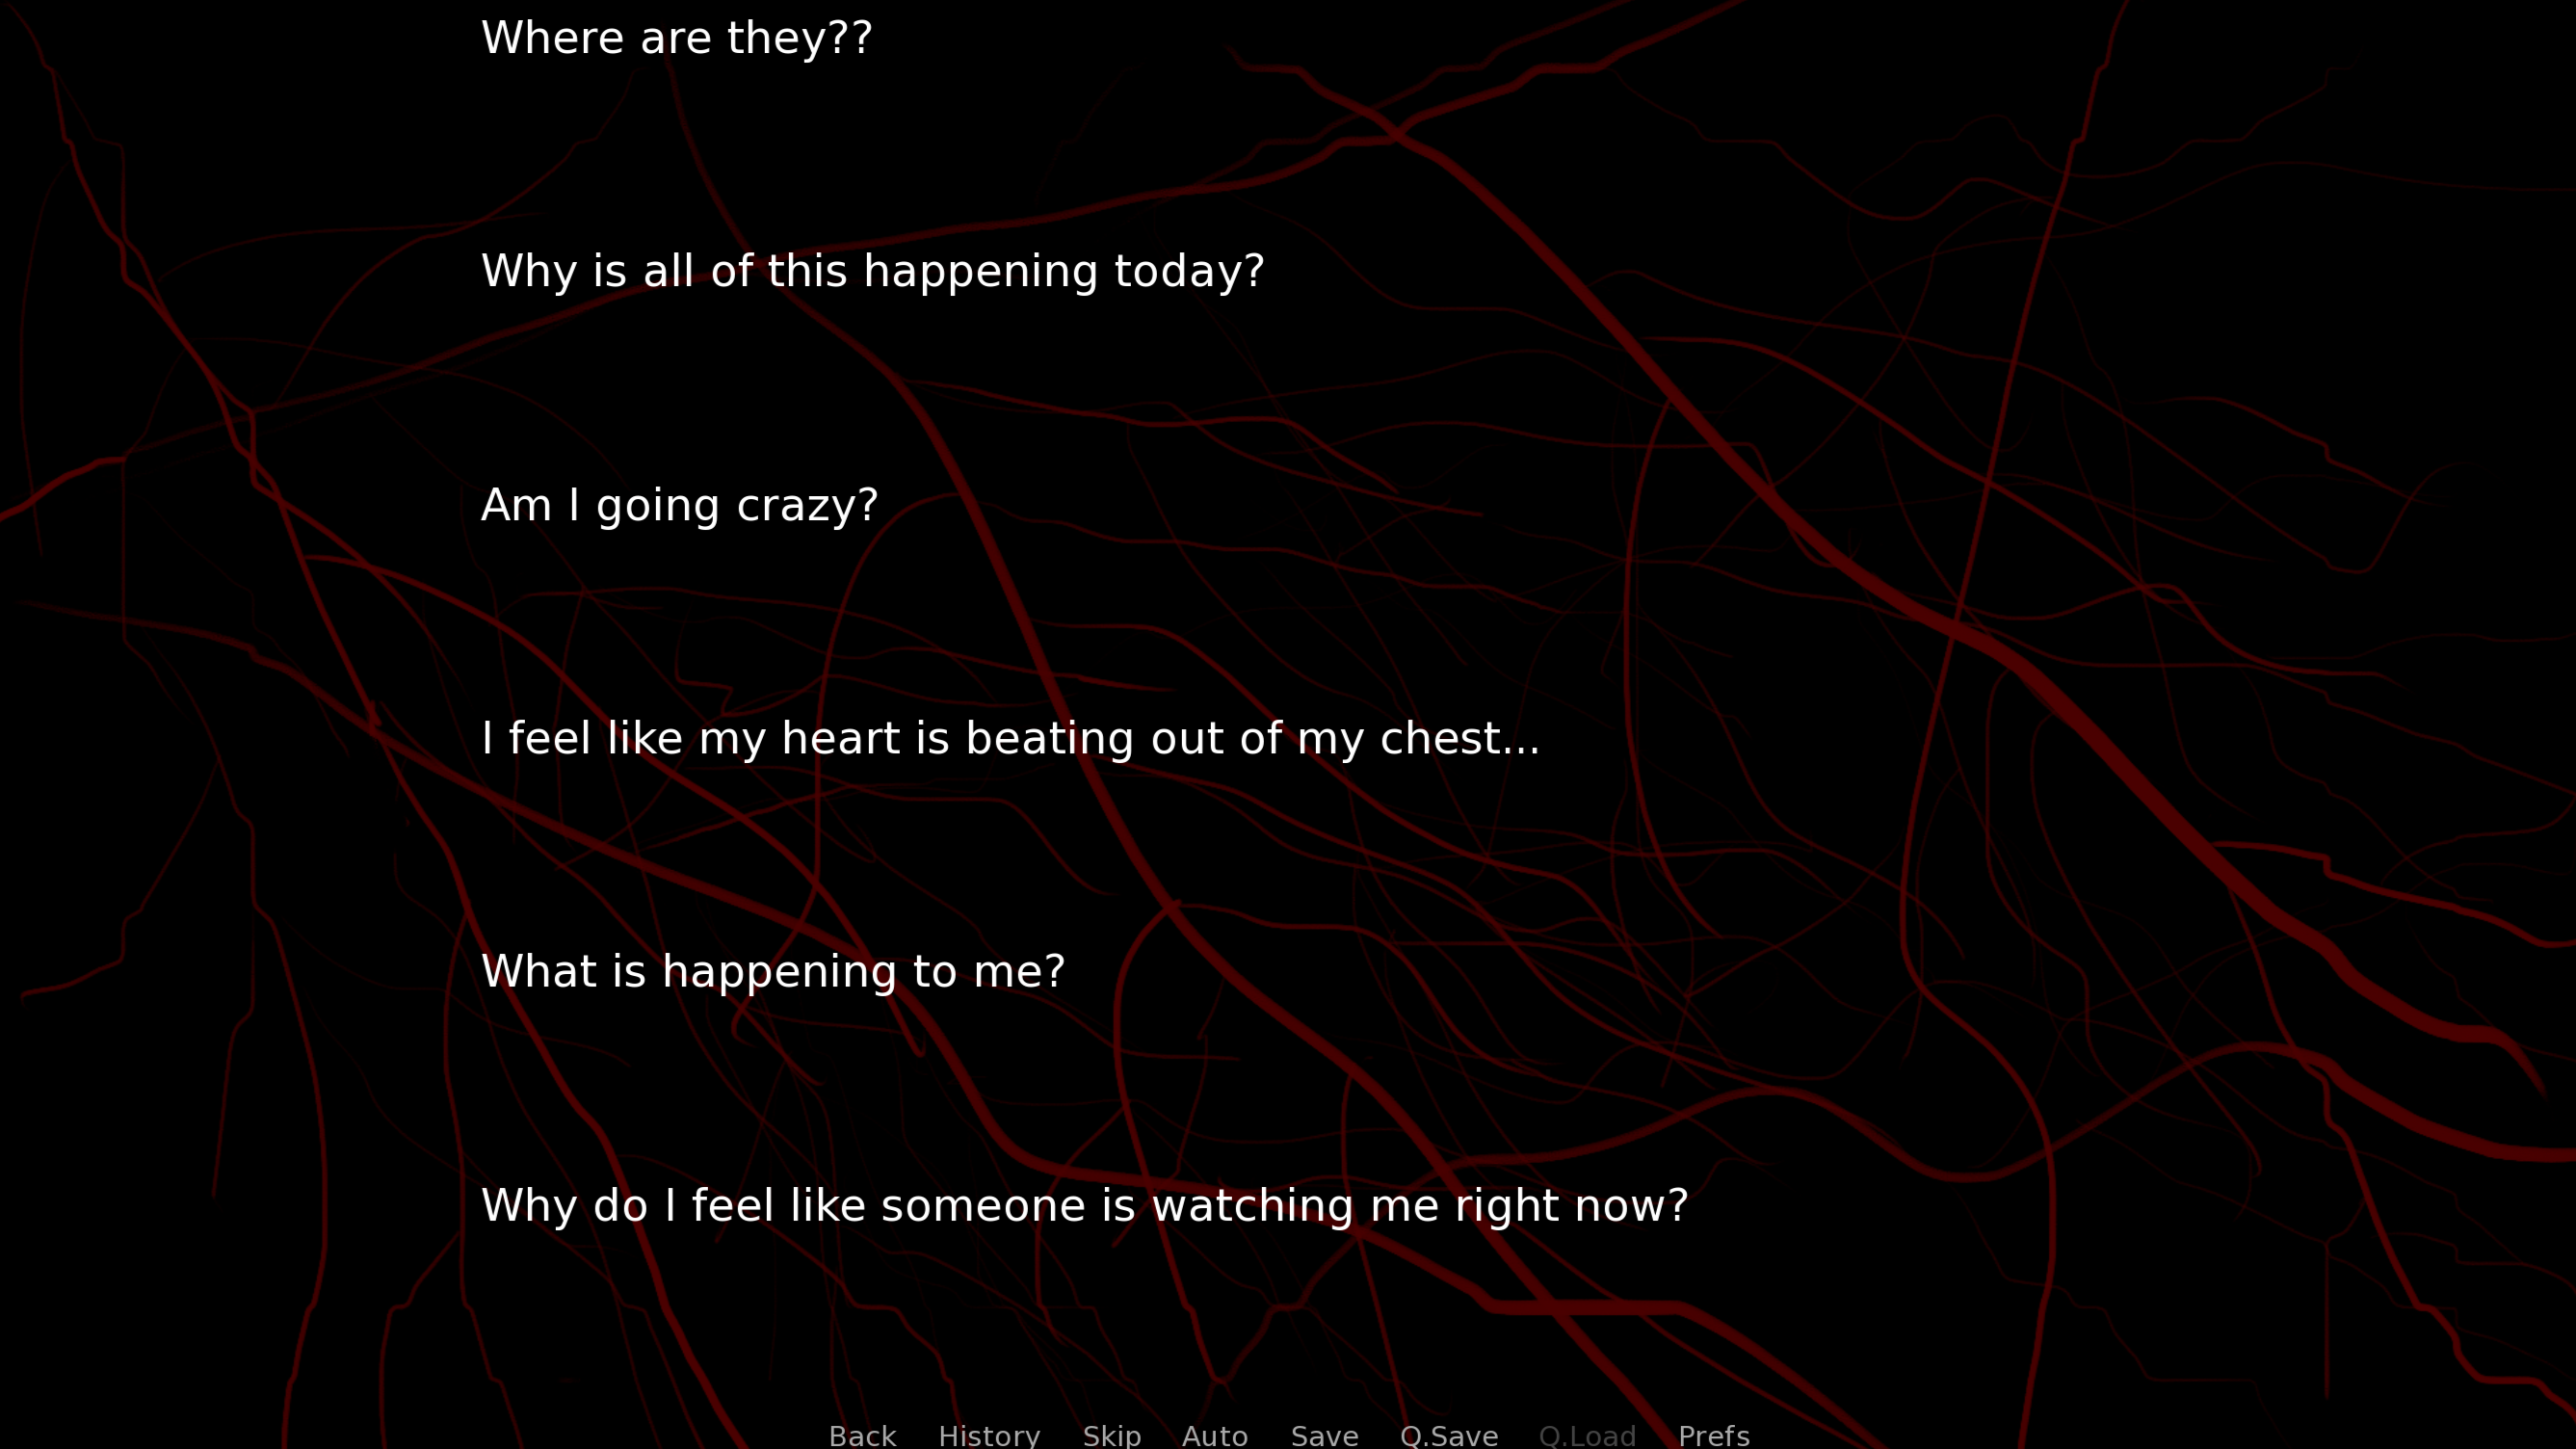 Where are they??
Why is all of this happening today?
Am I going crazy?
I feel like my heart is beating out of my chest...
What is happening to me?
Why do I feel like someone is watching me right now?
Back History Skip Auto Save Q.Save Q.Load Prefs